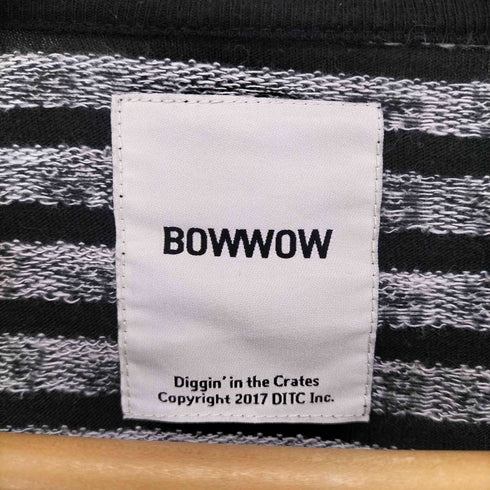 BOWWOW
Diggin' in the Crates
Copyright 2017 DITC Inc.